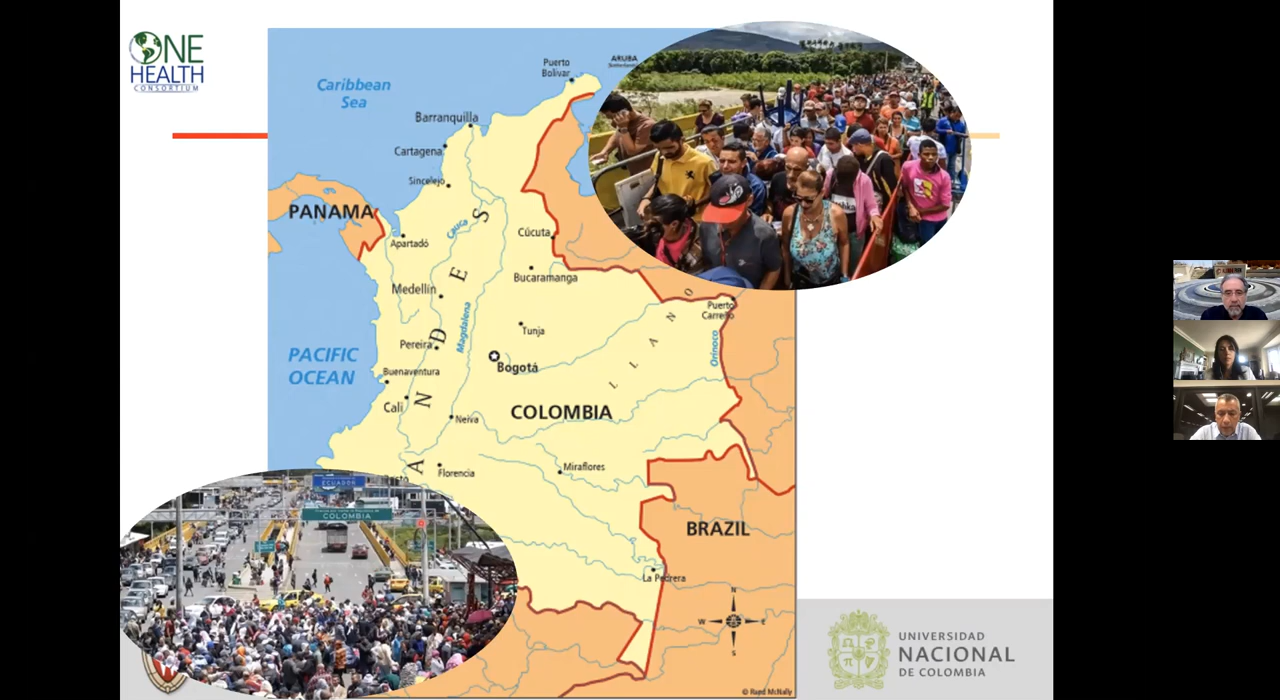 ONE
HEALTH
CONSORTIUM
Caribbean
Sea
Puerto
Bolivar
ARUBA
Barranquilla
Cartagena
Sincelejo
PANAMA
Apartadó
Cauca
Cúcuta
Bucaramanga
Medellín
Magdalena
Puerto
Carreño
Orinoco
Tunja
Pereira
Bogotá
PACIFIC
OCEAN
Buenaventura
Cali
COLOMBIA
Neiva
ANDES
LLANO
Florencia
Miraflores
ECUADOR
COLOMBIA
BRAZIL
La Pedrera
N
W
E
S
© Rand McNally
UNIVERSIDAD
NACIONAL
DE COLOMBIA